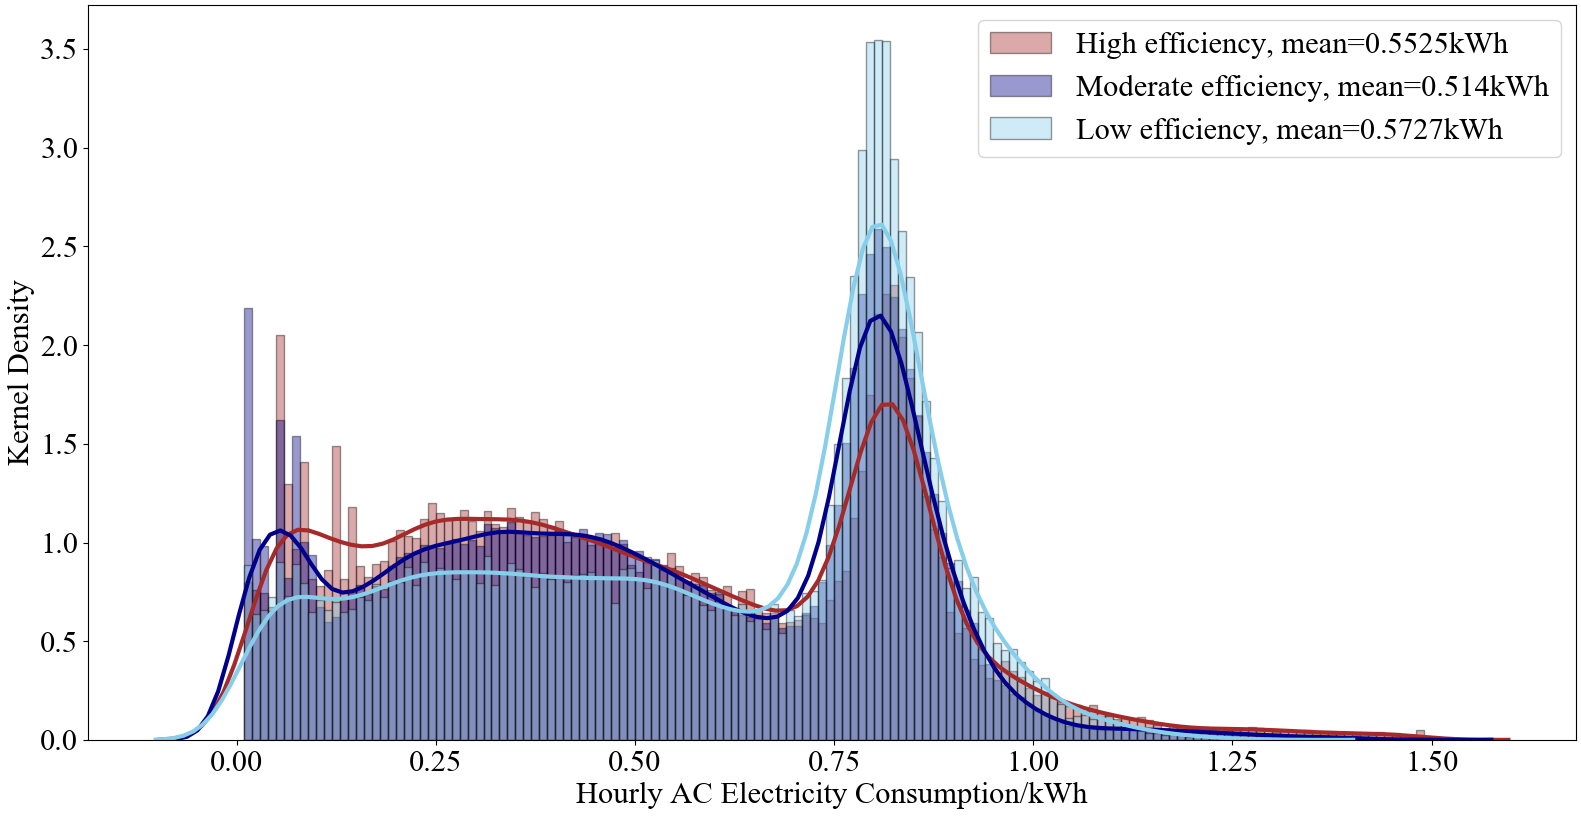 High efficiency, mean=0.5525kWh
Moderate efficiency, mean=0.514kWh
Low efficiency, mean=0.5727kWh
Kernel Density
3.5
3.0
2.5
2.0
1.5
1.0
0.5
0.0
0.00 0.25 0.50 0.75 1.00 1.25 1.50
Hourly AC Electricity Consumption/kWh